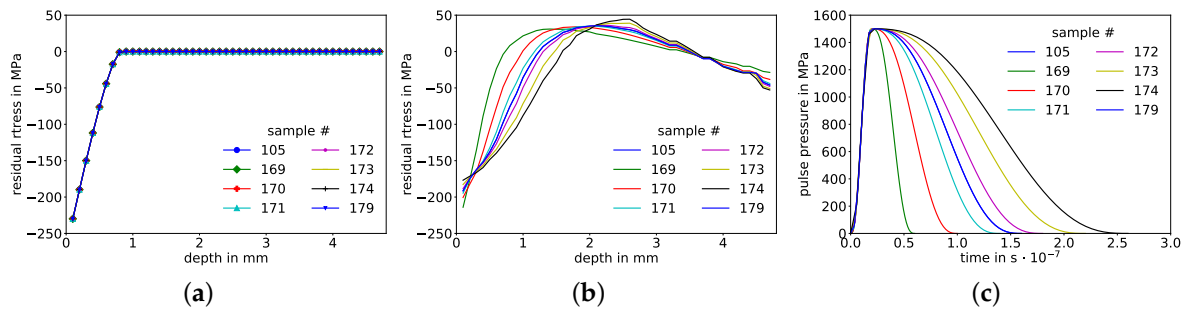 residual rtress in MPa
0
−50
−100
−150
−200
−250
0 1 2 3 4
depth in mm
sample #
105 172
169 173
170 174
171 179
(a)
residual rtress in MPa
50
0
−50
−100
−150
−200
−250
0 1 2 3 4
depth in mm
sample #
105 172
169 173
170 174
171 179
(b)
pulse pressure in MPa
1600
1400
1200
1000
800
600
400
200
0
0.0 0.5 1.0 1.5 2.0 2.5 3.0
time in s · 10⁻⁷
sample #
105 172
169 173
170 174
171 179
(c)